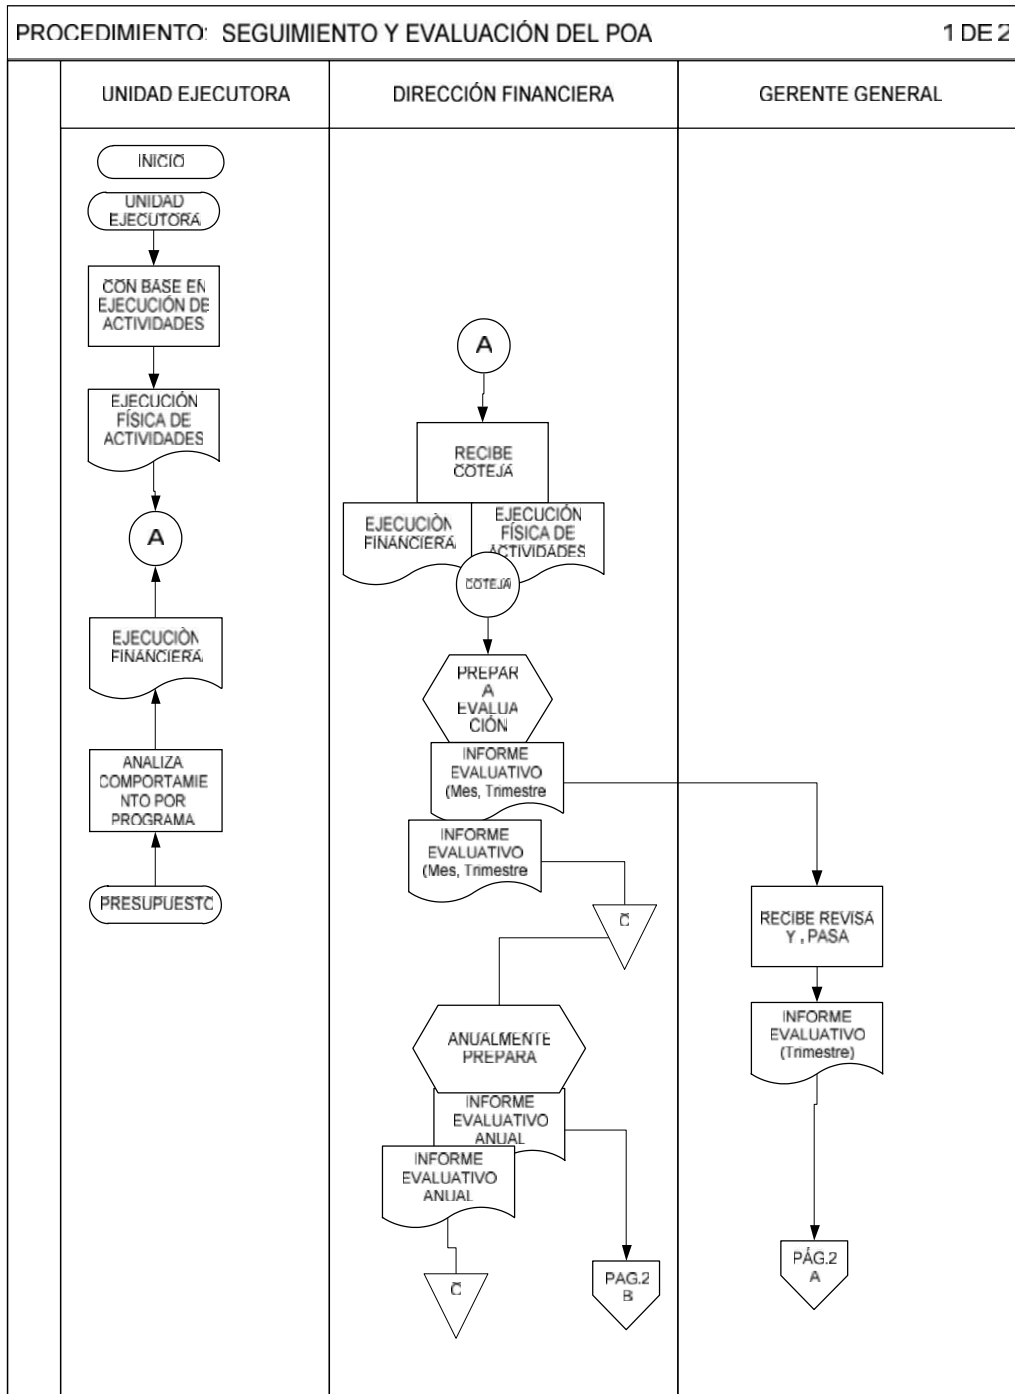 PROCEDIMIENTO: SEGUIMIENTO Y EVALUACIÓN DEL POA 1 DE 2
UNIDAD EJECUTORA
DIRECCIÓN FINANCIERA
GERENTE GENERAL
INICIO
UNIDAD
EJECUTORA
CON BASE EN
EJECUCIÓN DE
ACTIVIDADES
EJECUCIÓN
FÍSICA DE
ACTIVIDADES
A
EJECUCIÒN
FINANCIERA
ANALIZA
COMPORTAMIE
NTO POR
PROGRAMA
PRESUPUESTO
A
RECIBE
COTEJA
EJECUCIÒN
FINANCIERA
EJECUCIÓN
FÍSICA DE
ACTIVIDADES
COTEJA
PREPAR
A
EVALUA
CIÓN
INFORME
EVALUATIVO
(Mes, Trimestre
INFORME
EVALUATIVO
(Mes, Trimestre
C
ANUALMENTE
PREPARA
INFORME
EVALUATIVO
ANUAL
INFORME
EVALUATIVO
ANUAL
C
PAG.2
B
RECIBE REVISA
Y , PASA
INFORME
EVALUATIVO
(Trimestre)
PÁG.2
A